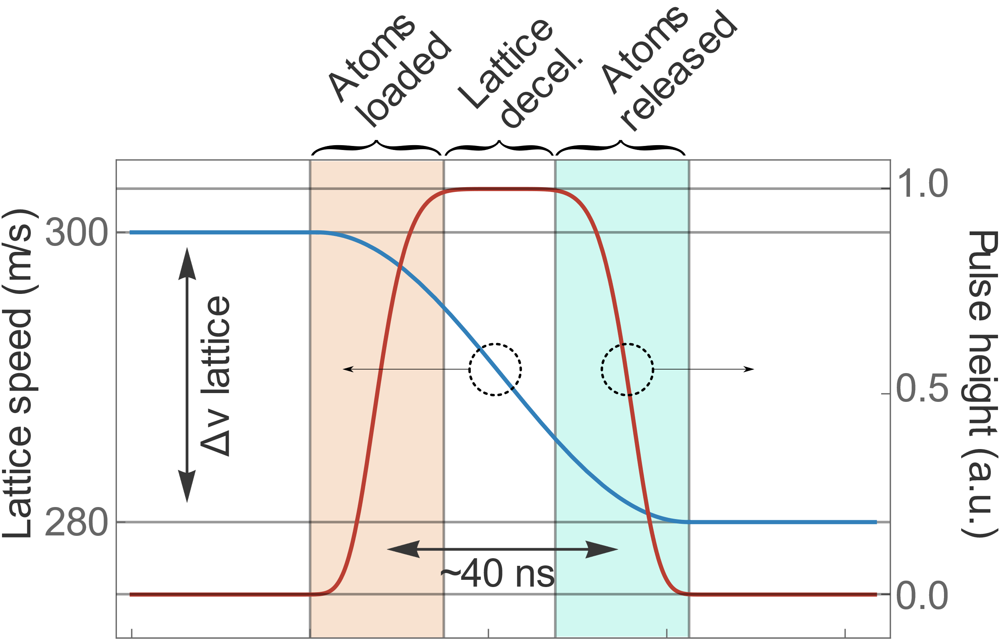 Atoms
loaded
Lattice
decel.
Atoms
released
Lattice speed (m/s)
300
280
Δv lattice
~40 ns
1.0
0.5
0.0
Pulse height (a.u.)